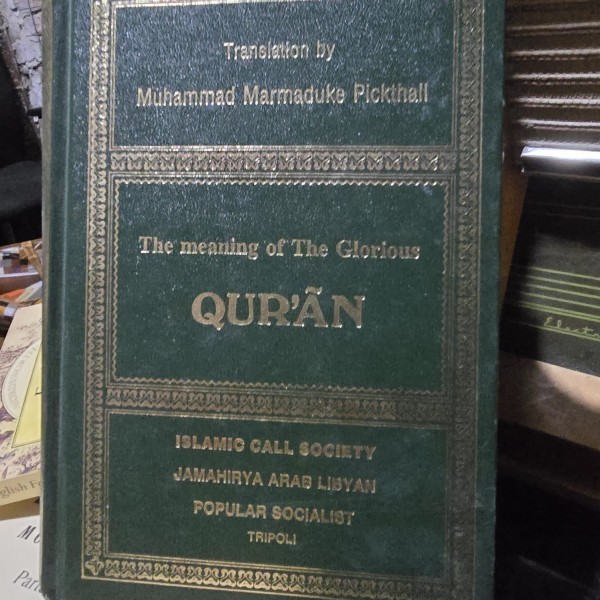 Translation by
Muhammad Marmaduke Pickthall
The meaning of The Glorious
QUR'ÃN
ISLAMIC CALL SOCIETY
JAMAHIRYA ARAB LIBYAN
POPULAR SOCIALIST
TRIPOLI